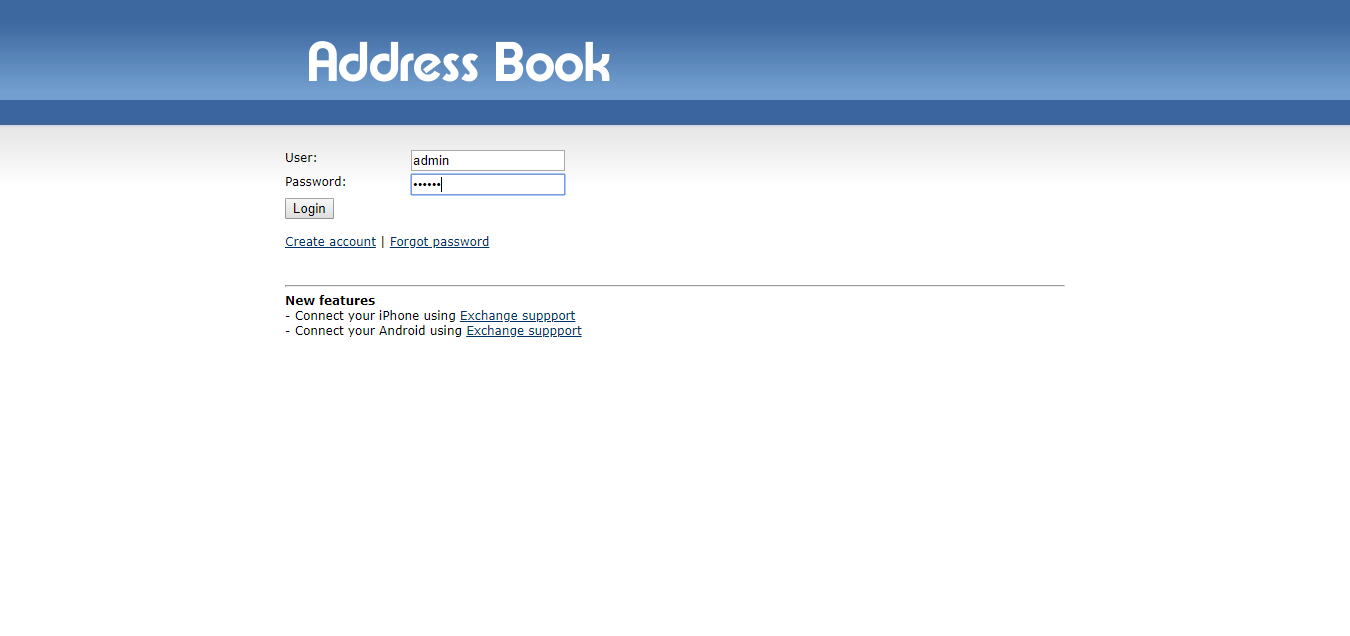 Address Book
User: admin
Password: ••••••
Login
Create account | Forgot password
New features
- Connect your iPhone using Exchange suppport
- Connect your Android using Exchange suppport